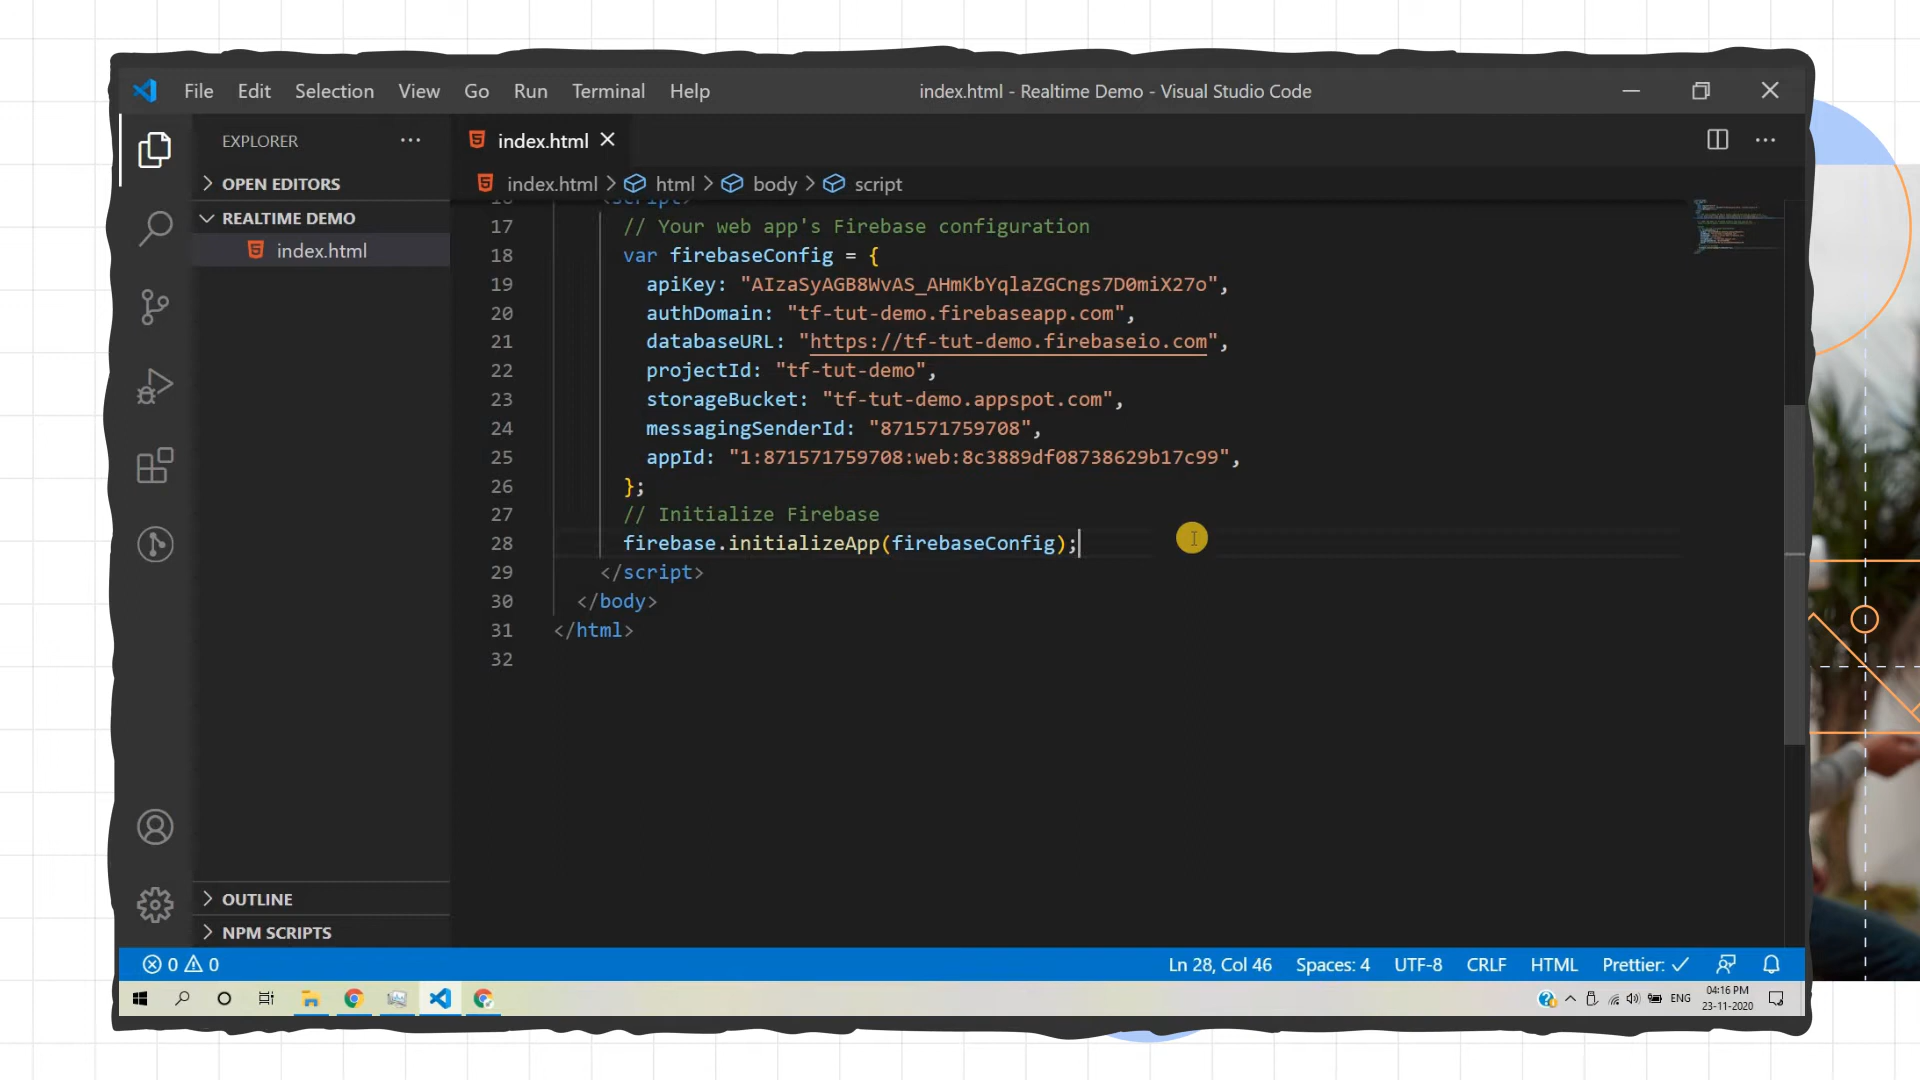 File Edit Selection View Go Run Terminal Help
index.html - Realtime Demo - Visual Studio Code
EXPLORER
index.html
OPEN EDITORS
index.html html body script
REALTIME DEMO
index.html
16 <script>
17 // Your web app's Firebase configuration
18 var firebaseConfig = {
19 apiKey: "AIzaSyAGB8WvAS_AHmKbYqlaZGCngs7D0miX27o",
20 authDomain: "tf-tut-demo.firebaseapp.com",
21 databaseURL: "https://tf-tut-demo.firebaseio.com",
22 projectId: "tf-tut-demo",
23 storageBucket: "tf-tut-demo.appspot.com",
24 messagingSenderId: "871571759708",
25 appId: "1:871571759708:web:8c3889df08738629b17c99",
26 };
27 // Initialize Firebase
28 firebase.initializeApp(firebaseConfig);
29 </script>
30 </body>
31 </html>
32
OUTLINE
NPM SCRIPTS
0 0 Ln 28, Col 46 Spaces: 4 UTF-8 CRLF HTML Prettier:
ENG
04:16 PM
23-11-2020